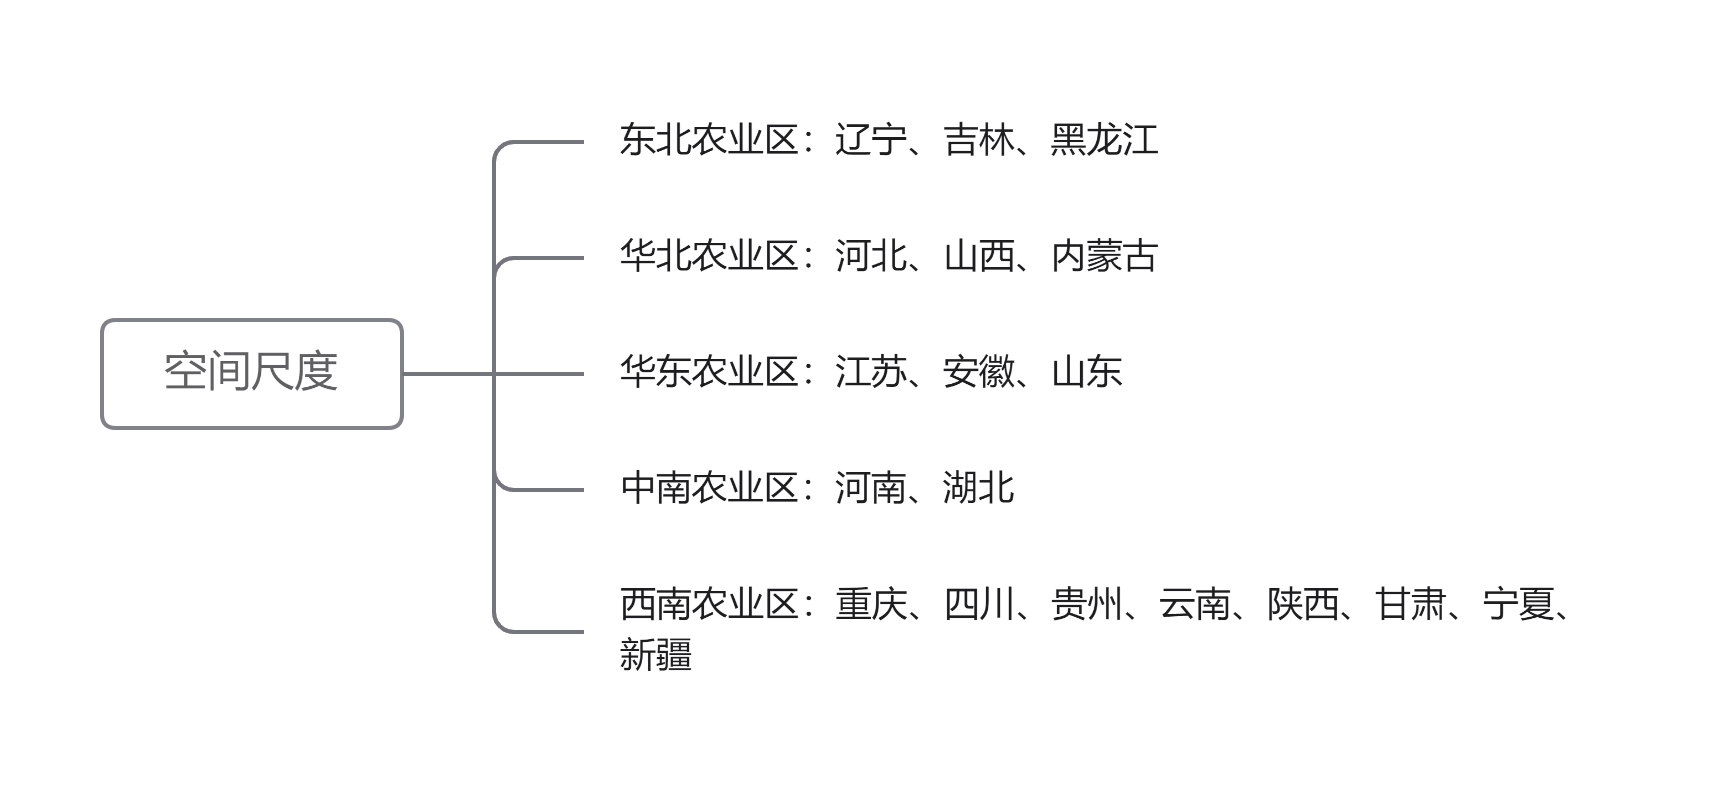 空间尺度
东北农业区：辽宁、吉林、黑龙江
华北农业区：河北、山西、内蒙古
华东农业区：江苏、安徽、山东
中南农业区：河南、湖北
西南农业区：重庆、四川、贵州、云南、陕西、甘肃、宁夏、
新疆